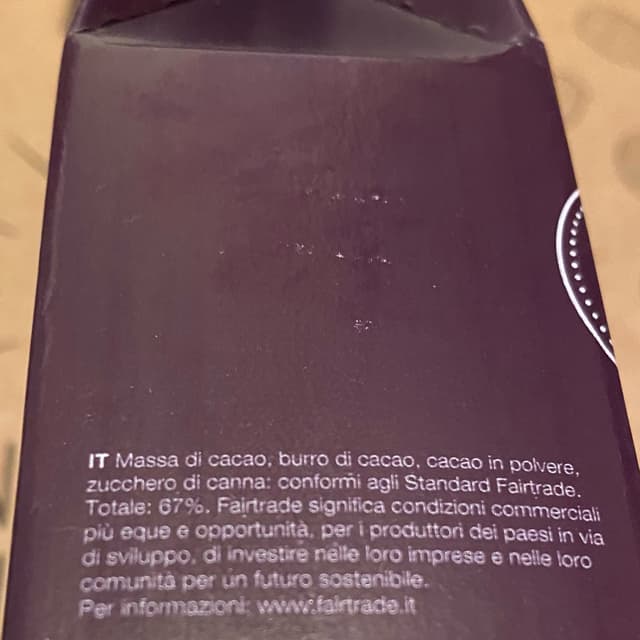 IT Massa di cacao, burro di cacao, cacao in polvere,
zucchero di canna: conformi agli Standard Fairtrade.
Totale: 67%. Fairtrade significa condizioni commerciali
più eque e opportunità, per i produttori dei paesi in via
di sviluppo, di investire nelle loro imprese e nelle loro
comunità per un futuro sostenibile.
Per informazioni: www.fairtrade.it